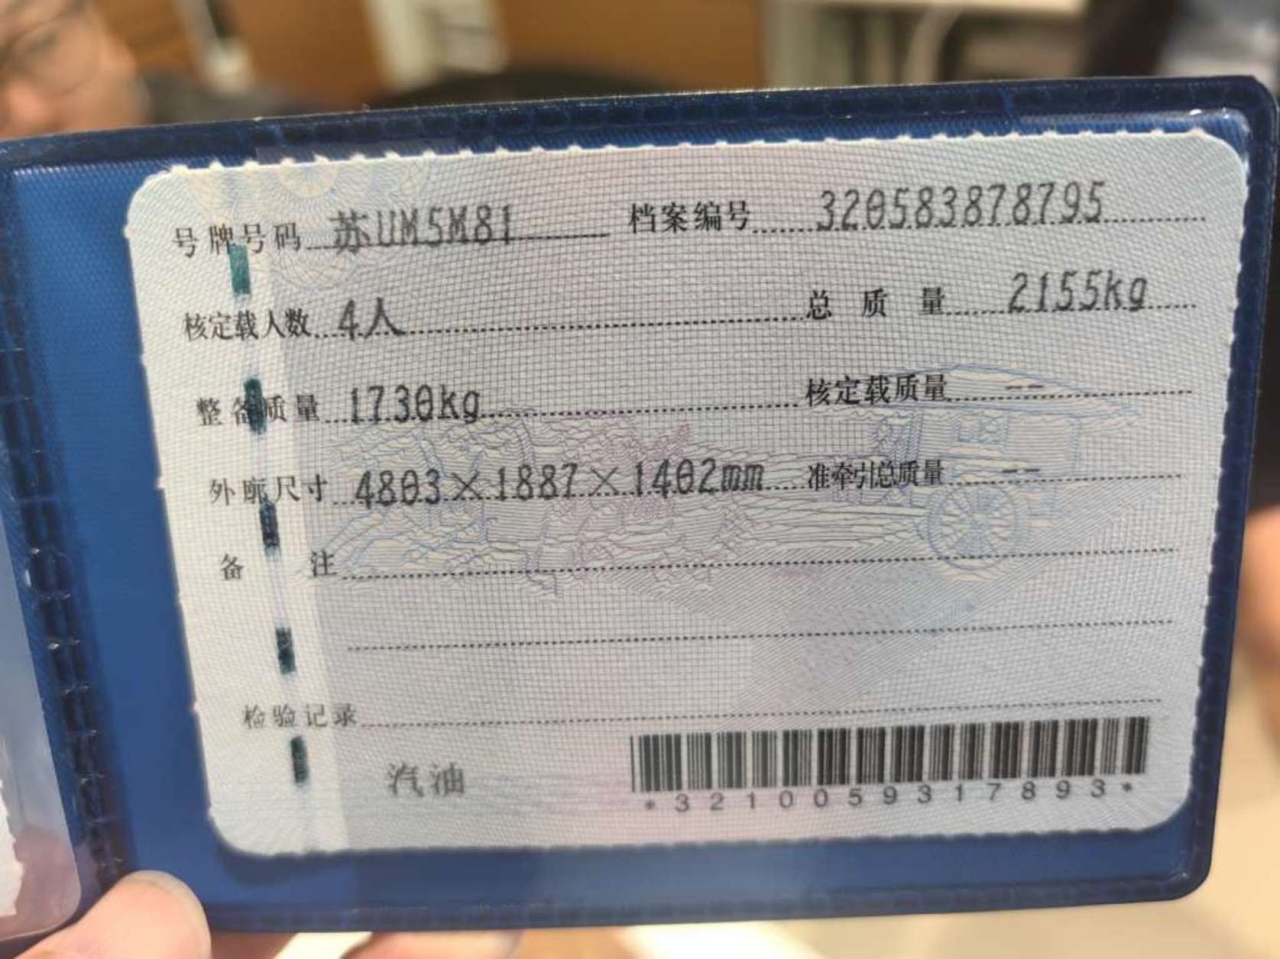 号牌号码 苏UM5M81 档案编号 320583878795
核定载人数 4人 总质量 2155kg
整备质量 1730kg 核定载质量 --
外廓尺寸 4803×1887×1402mm 准牵引总质量 --
备注
检验记录
汽油
*3210059317893*